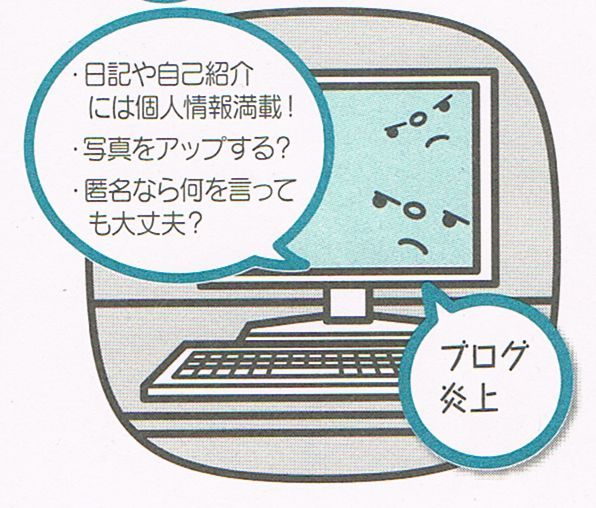 ・日記や自己紹介
には個人情報満載！
・写真をアップする？
・匿名なら何を言って
も大丈夫？
ブログ
炎上